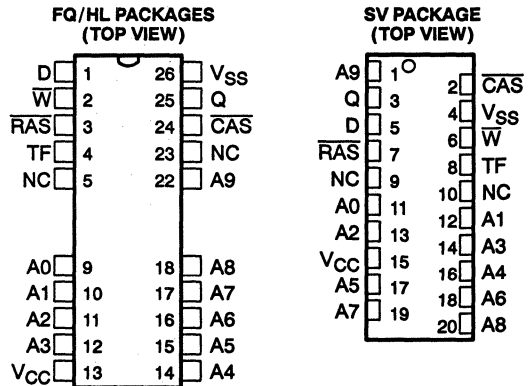 FQ/HL PACKAGES
(TOP VIEW)
D 1 26 VSS
W̅ 2 25 Q
R̅A̅S̅ 3 24 C̅A̅S̅
TF 4 23 NC
NC 5 22 A9
A0 9 18 A8
A1 10 17 A7
A2 11 16 A6
A3 12 15 A5
VCC 13 14 A4
SV PACKAGE
(TOP VIEW)
A9 1
2 C̅A̅S̅
Q 3
4 VSS
D 5
6 W̅
R̅A̅S̅ 7
8 TF
NC 9
10 NC
A0 11
12 A1
A2 13
14 A3
VCC 15
16 A4
A5 17
18 A6
A7 19
20 A8